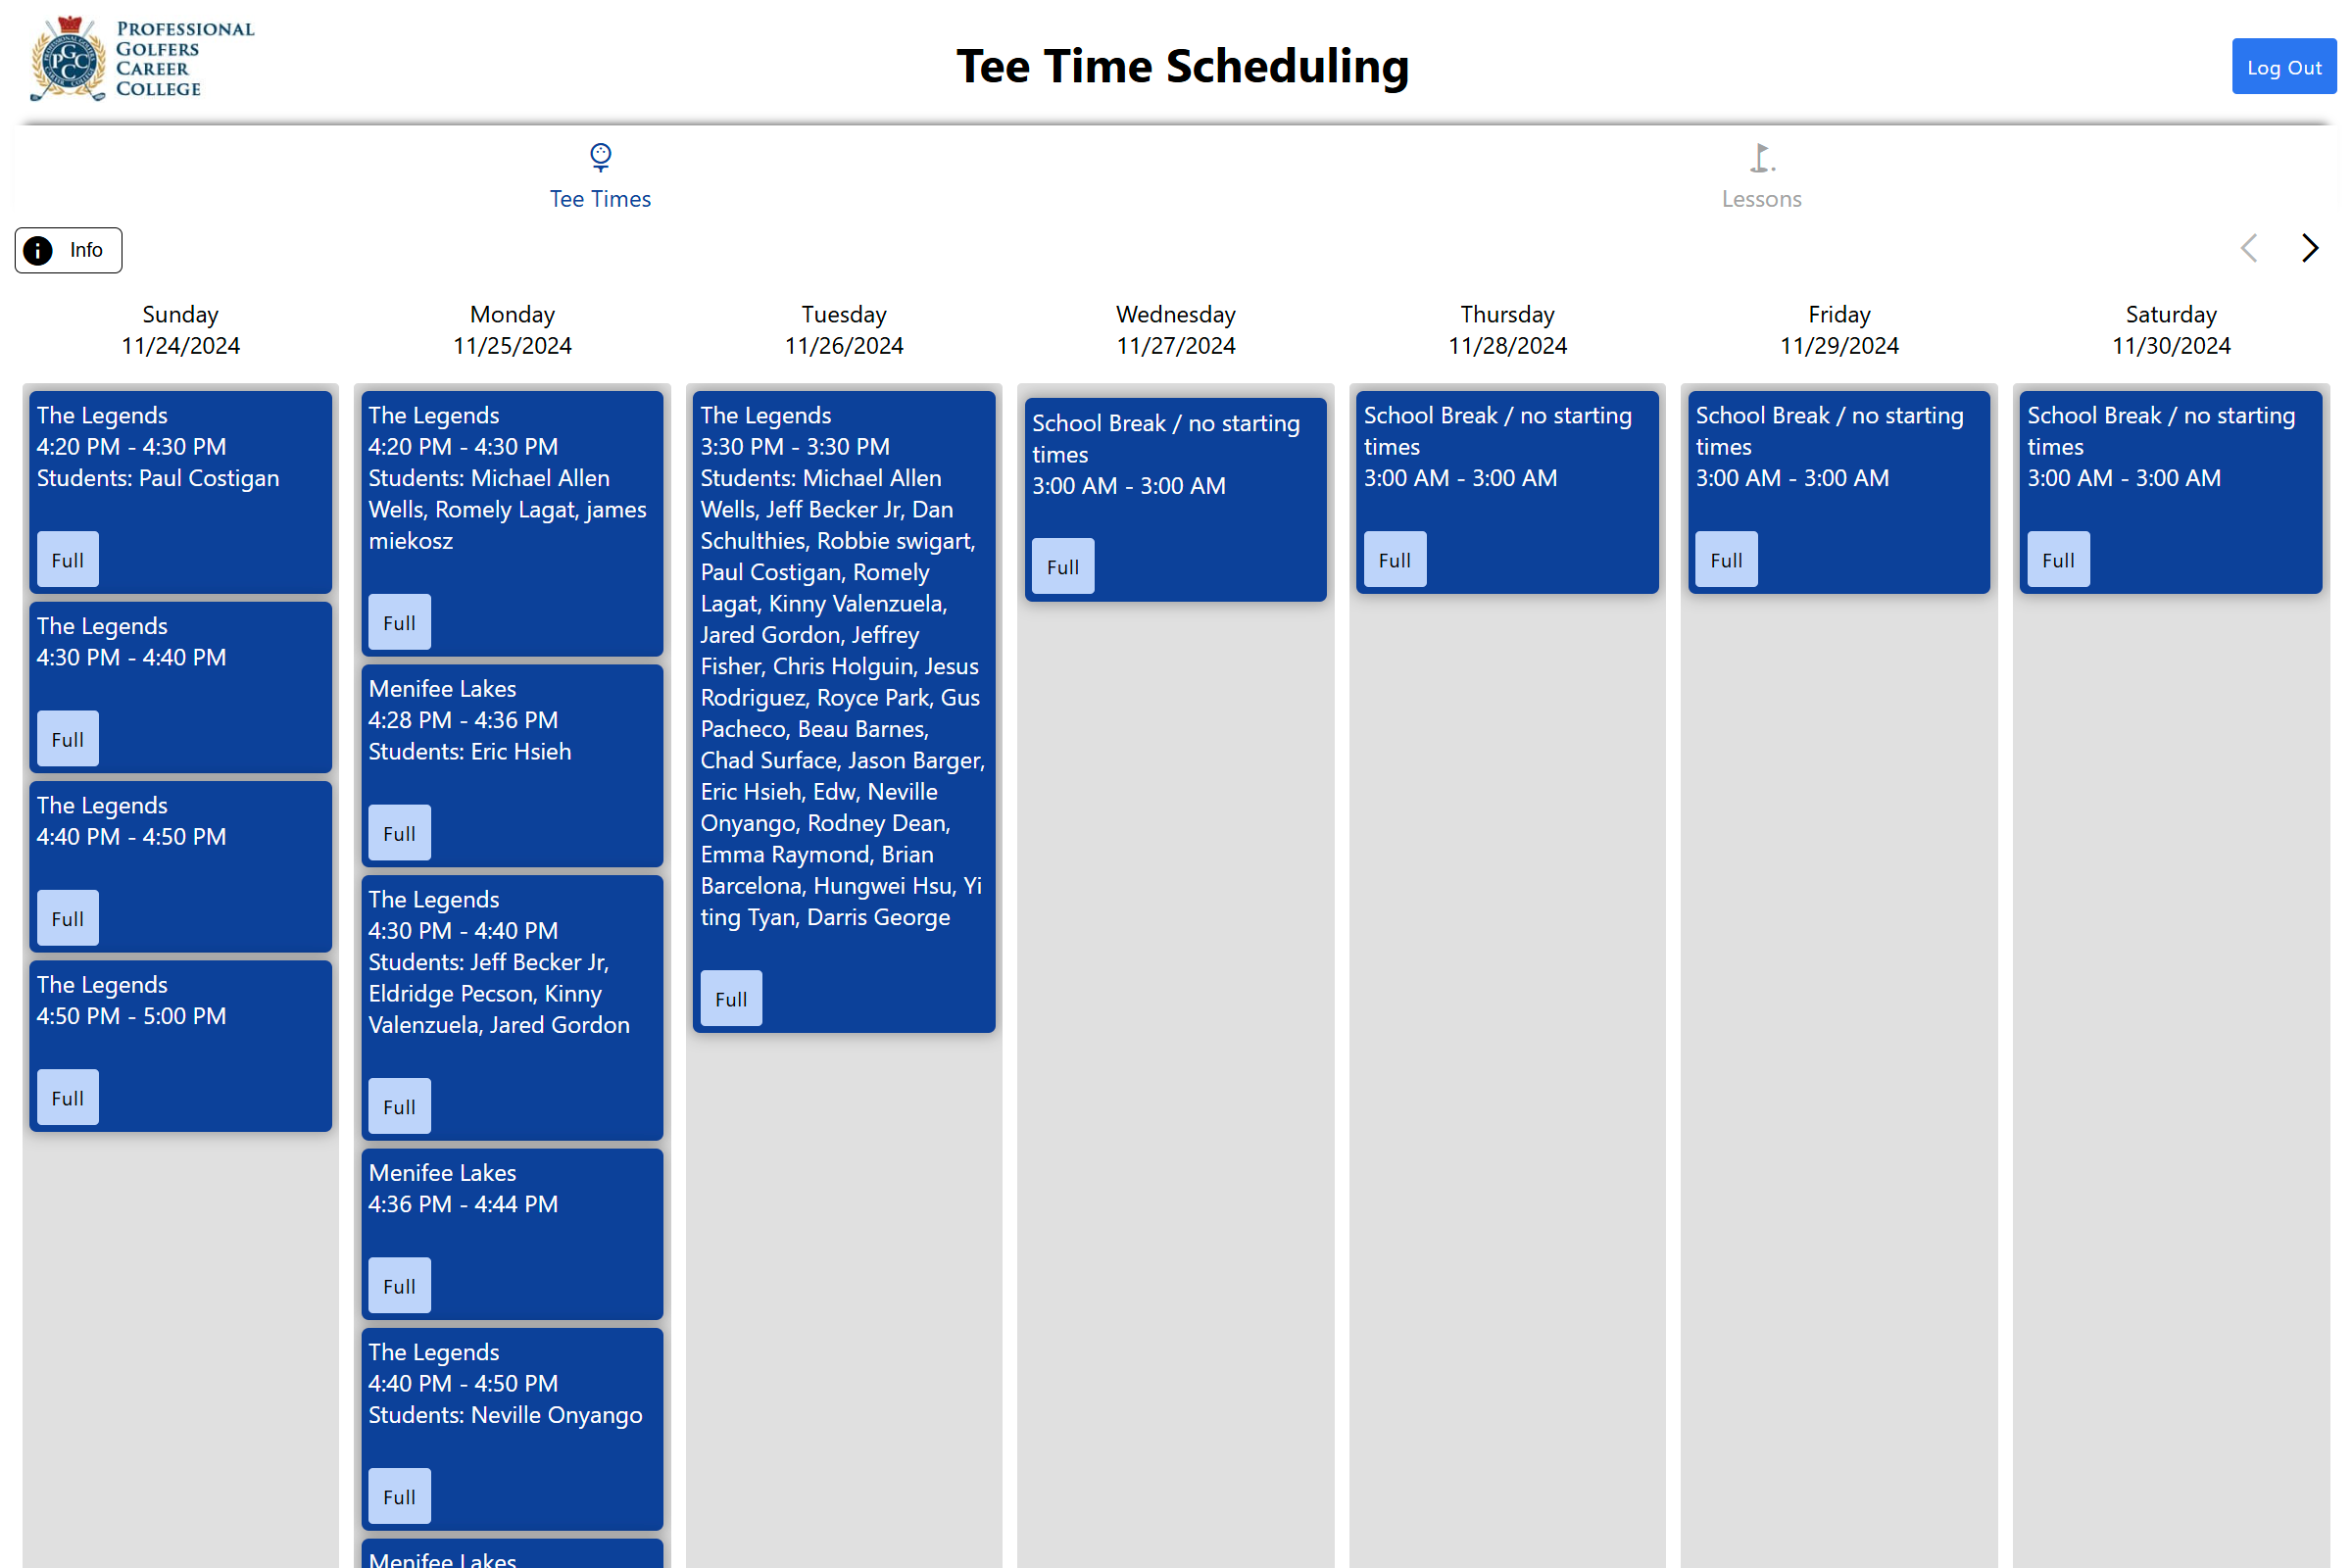 PROFESSIONAL
GOLFERS
CAREER
COLLEGE
Tee Time Scheduling
Log Out
Tee Times
Lessons
Info
Sunday
11/24/2024
Monday
11/25/2024
Tuesday
11/26/2024
Wednesday
11/27/2024
Thursday
11/28/2024
Friday
11/29/2024
Saturday
11/30/2024
The Legends
4:20 PM - 4:30 PM
Students: Paul Costigan
Full
The Legends
4:30 PM - 4:40 PM
Full
The Legends
4:40 PM - 4:50 PM
Full
The Legends
4:50 PM - 5:00 PM
Full
The Legends
4:20 PM - 4:30 PM
Students: Michael Allen
Wells, Romely Lagat, james
miekosz
Full
Menifee Lakes
4:28 PM - 4:36 PM
Students: Eric Hsieh
Full
The Legends
4:30 PM - 4:40 PM
Students: Jeff Becker Jr,
Eldridge Pecson, Kinny
Valenzuela, Jared Gordon
Full
Menifee Lakes
4:36 PM - 4:44 PM
Full
The Legends
4:40 PM - 4:50 PM
Students: Neville Onyango
Full
Menifee Lakes
The Legends
3:30 PM - 3:30 PM
Students: Michael Allen
Wells, Jeff Becker Jr, Dan
Schulthies, Robbie swigart,
Paul Costigan, Romely
Lagat, Kinny Valenzuela,
Jared Gordon, Jeffrey
Fisher, Chris Holguin, Jesus
Rodriguez, Royce Park, Gus
Pacheco, Beau Barnes,
Chad Surface, Jason Barger,
Eric Hsieh, Edw, Neville
Onyango, Rodney Dean,
Emma Raymond, Brian
Barcelona, Hungwei Hsu, Yi
ting Tyan, Darris George
Full
School Break / no starting
times
3:00 AM - 3:00 AM
Full
School Break / no starting
times
3:00 AM - 3:00 AM
Full
School Break / no starting
times
3:00 AM - 3:00 AM
Full
School Break / no starting
times
3:00 AM - 3:00 AM
Full